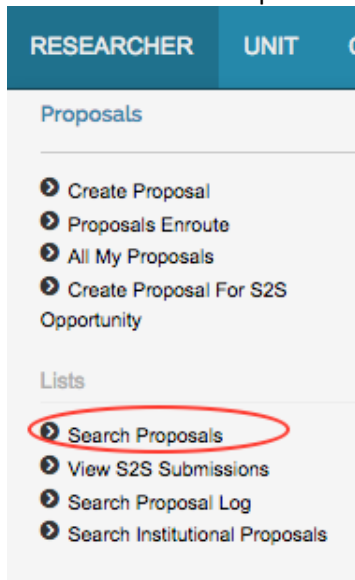 RESEARCHER UNIT
Proposals
Create Proposal
Proposals Enroute
All My Proposals
Create Proposal For S2S
Opportunity
Lists
Search Proposals
View S2S Submissions
Search Proposal Log
Search Institutional Proposals